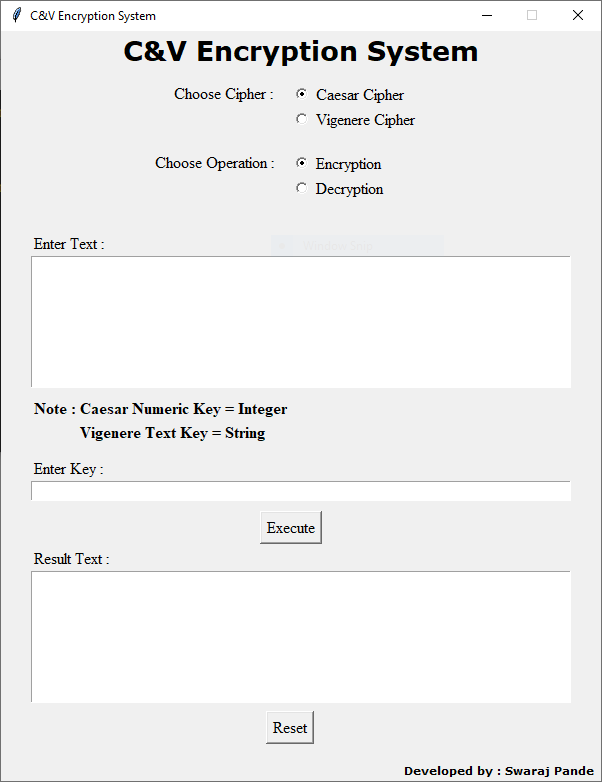 C&V Encryption System
C&V Encryption System
Choose Cipher :
Caesar Cipher
Vigenere Cipher
Choose Operation :
Encryption
Decryption
Enter Text :
Note : Caesar Numeric Key = Integer
Vigenere Text Key = String
Enter Key :
Execute
Result Text :
Reset
Developed by : Swaraj Pande